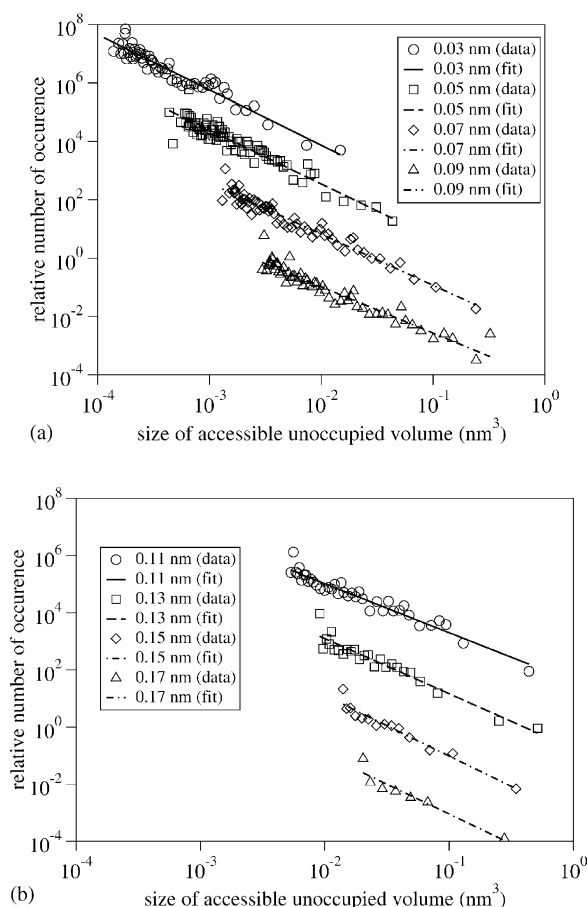 10^8
10^6
10^4
10^2
10^0
10^-2
10^-4
relative number of occurence
0.03 nm (data)
0.03 nm (fit)
0.05 nm (data)
0.05 nm (fit)
0.07 nm (data)
0.07 nm (fit)
0.09 nm (data)
0.09 nm (fit)
10^-4 10^-3 10^-2 10^-1 10^0
(a) size of accessible unoccupied volume (nm^3)
10^8
10^6
10^4
10^2
10^0
10^-2
10^-4
relative number of occurence
0.11 nm (data)
0.11 nm (fit)
0.13 nm (data)
0.13 nm (fit)
0.15 nm (data)
0.15 nm (fit)
0.17 nm (data)
0.17 nm (fit)
10^-4 10^-3 10^-2 10^-1 10^0
(b) size of accessible unoccupied volume (nm^3)